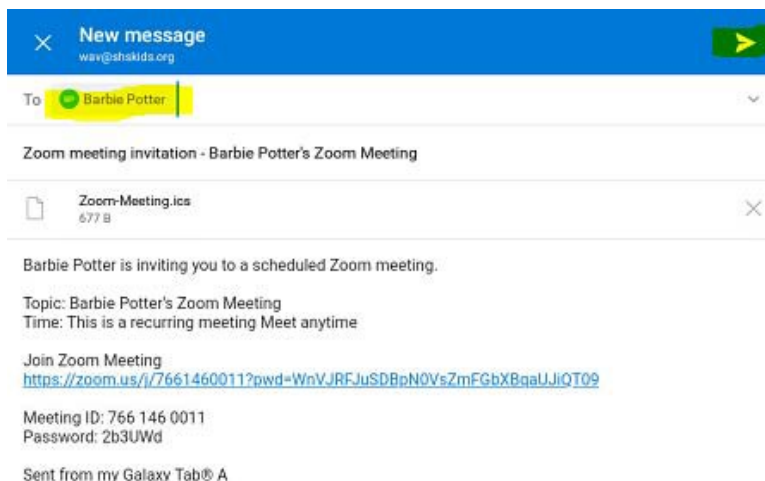 New message
wav@shskids.org
To Barbie Potter
Zoom meeting invitation - Barbie Potter's Zoom Meeting
Zoom-Meeting.ics
677 B
Barbie Potter is inviting you to a scheduled Zoom meeting.
Topic: Barbie Potter's Zoom Meeting
Time: This is a recurring meeting Meet anytime
Join Zoom Meeting
https://zoom.us/j/7661460011?pwd=WnVJRFJuSDBpN0VsZmFGbXBqaUJiQT09
Meeting ID: 766 146 0011
Password: 2b3UWd
Sent from my Galaxy Tab® A